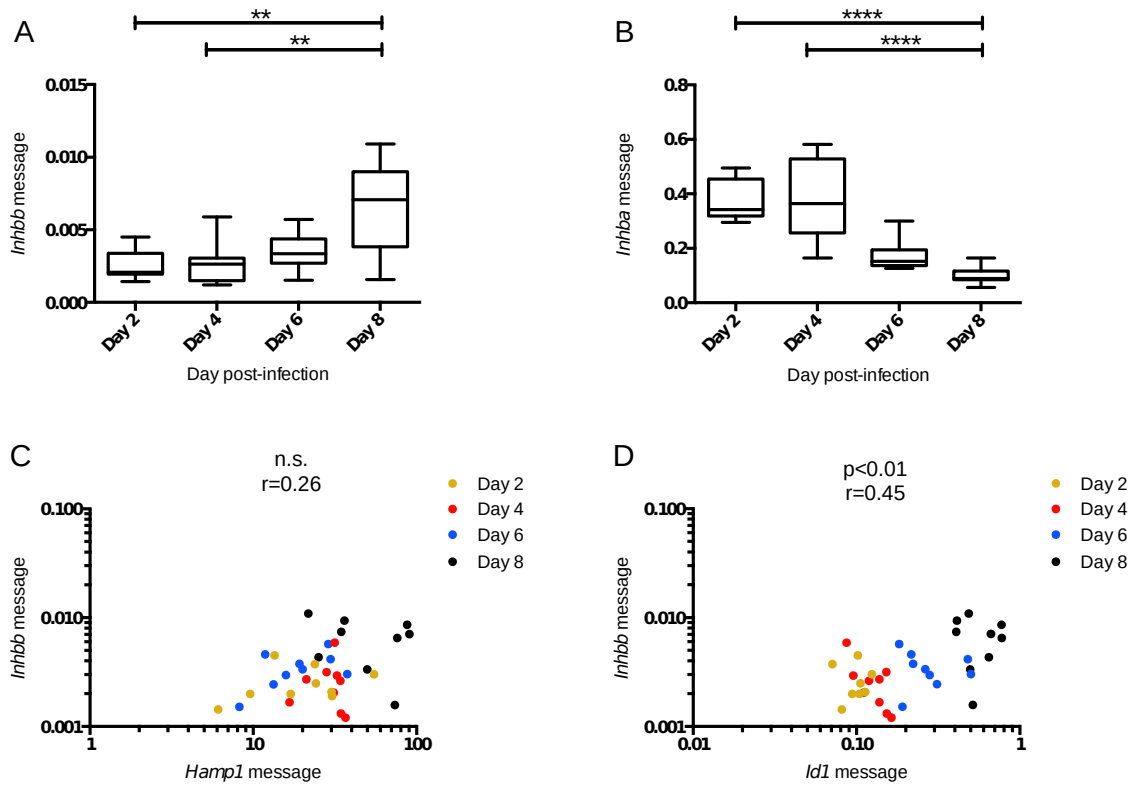 A
**
**
0.015
0.010
0.005
0.000
Inhbb message
Day 2
Day 4
Day 6
Day 8
Day post-infection
B
****
****
0.8
0.6
0.4
0.2
0.0
Inhba message
Day 2
Day 4
Day 6
Day 8
Day post-infection
C
n.s.
r=0.26
Day 2
Day 4
Day 6
Day 8
0.100
0.010
0.001
Inhbb message
1
10
100
Hamp1 message
D
p<0.01
r=0.45
Day 2
Day 4
Day 6
Day 8
0.100
0.010
0.001
Inhbb message
0.01
0.10
1
Id1 message